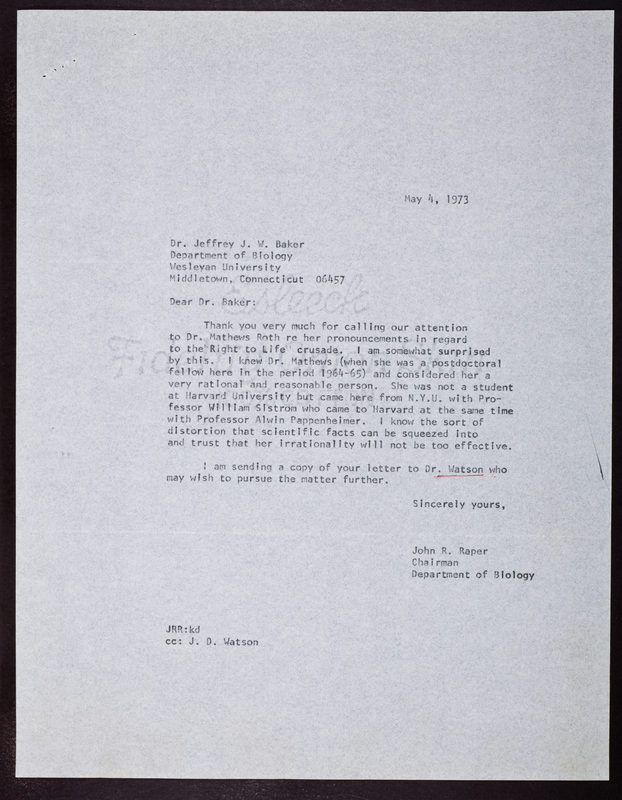 May 4, 1973
Dr. Jeffrey J. W. Baker
Department of Biology
Wesleyan University
Middletown, Connecticut 06457
Dear Dr. Baker:
Thank you very much for calling our attention
to Dr. Mathews Roth re her pronouncements in regard
to the "Right to Life" crusade. I am somewhat surprised
by this. I knew Dr. Mathews (when she was a postdoctoral
fellow here in the period 1964-65) and considered her a
very rational and reasonable person. She was not a student
at Harvard University but came here from N.Y.U. with Pro-
fessor William Sistrom who came to Harvard at the same time
with Professor Alwin Pappenheimer. I know the sort of
distortion that scientific facts can be squeezed into
and trust that her irrationality will not be too effective.
I am sending a copy of your letter to Dr. Watson who
may wish to pursue the matter further.
Sincerely yours,
John R. Raper
Chairman
Department of Biology
JRR:kd
cc: J. D. Watson